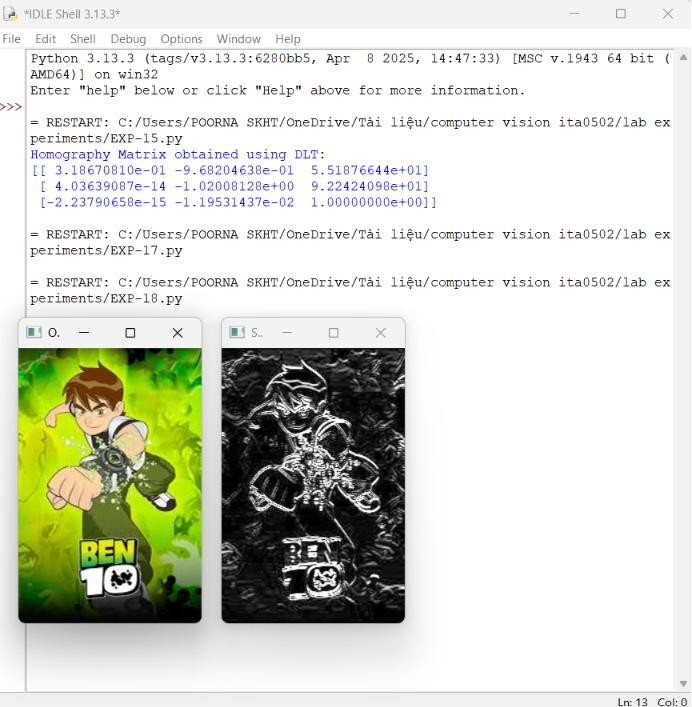 *IDLE Shell 3.13.3*
File Edit Shell Debug Options Window Help
Python 3.13.3 (tags/v3.13.3:6280bb5, Apr  8 2025, 14:47:33) [MSC v.1943 64 bit (
AMD64)] on win32
Enter "help" below or click "Help" above for more information.
>>>
= RESTART: C:/Users/POORNA SKHT/OneDrive/Tài liệu/computer vision ita0502/lab ex
periments/EXP-15.py
Homography Matrix obtained using DLT:
[[ 3.18670810e-01 -9.68204638e-01  5.51876644e+01]
 [ 4.03639087e-14 -1.02008128e+00  9.22424098e+01]
 [-2.23790658e-15 -1.19531437e-02  1.00000000e+00]]
= RESTART: C:/Users/POORNA SKHT/OneDrive/Tài liệu/computer vision ita0502/lab ex
periments/EXP-17.py
= RESTART: C:/Users/POORNA SKHT/OneDrive/Tài liệu/computer vision ita0502/lab ex
periments/EXP-18.py
O.
S..
BEN
10
BEN
10
Ln: 13 Col: 0